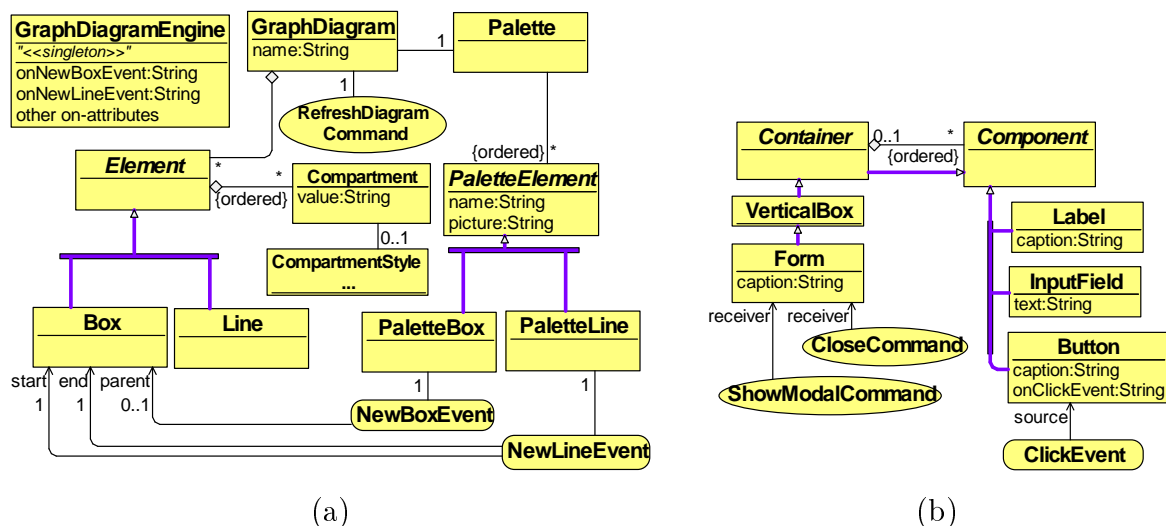 GraphDiagramEngine
"<<singleton>>"
onNewBoxEvent:String
onNewLineEvent:String
other on-attributes
GraphDiagram
name:String
1
Palette
1
RefreshDiagram
Command
Element
*
*
{ordered}
Compartment
value:String
0..1
CompartmentStyle
...
{ordered}
*
PaletteElement
name:String
picture:String
Box
Line
PaletteBox
PaletteLine
start
end
parent
1
1
0..1
1
1
NewBoxEvent
NewLineEvent
(a)
Container
0..1
*
{ordered}
Component
VerticalBox
Form
caption:String
receiver
receiver
CloseCommand
ShowModalCommand
Label
caption:String
InputField
text:String
Button
caption:String
onClickEvent:String
source
ClickEvent
(b)